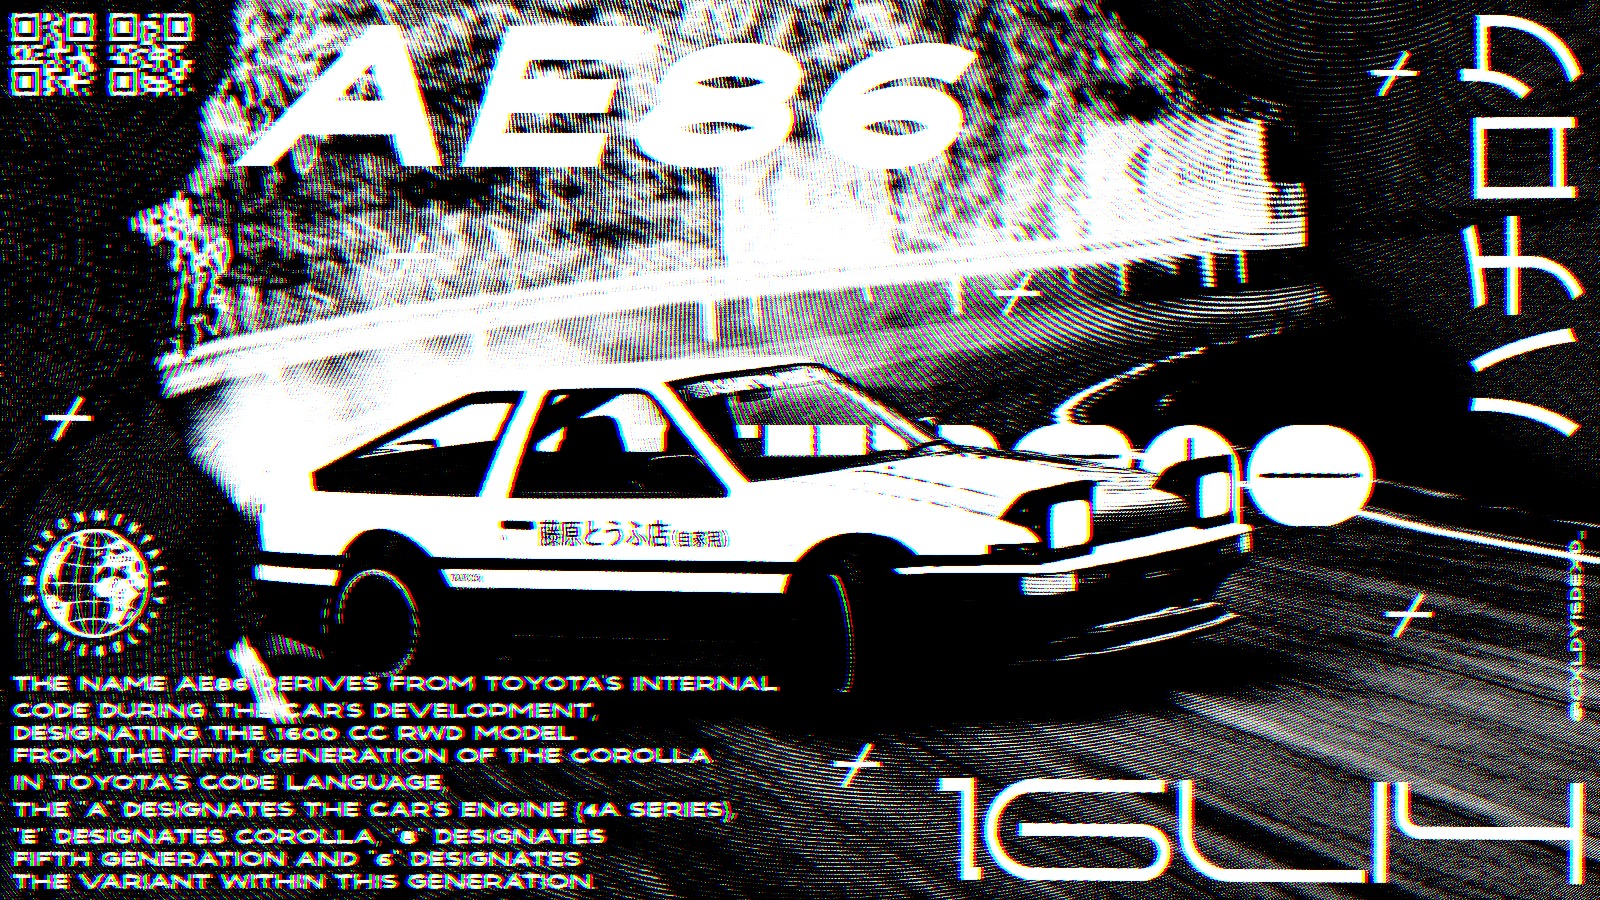 AE86
ハチロク
藤原とうふ店(自家用)
THE NAME AE86 DERIVES FROM TOYOTA'S INTERNAL
CODE DURING THE CAR'S DEVELOPMENT,
DESIGNATING THE 1600 CC RWD MODEL
FROM THE FIFTH GENERATION OF THE COROLLA
IN TOYOTA'S CODE LANGUAGE,
THE "A" DESIGNATES THE CAR'S ENGINE (4A SERIES),
"E" DESIGNATES COROLLA, "8" DESIGNATES
FIFTH GENERATION AND "6" DESIGNATES
THE VARIANT WITHIN THIS GENERATION.
@CXLDYISDEXD_
16L I4